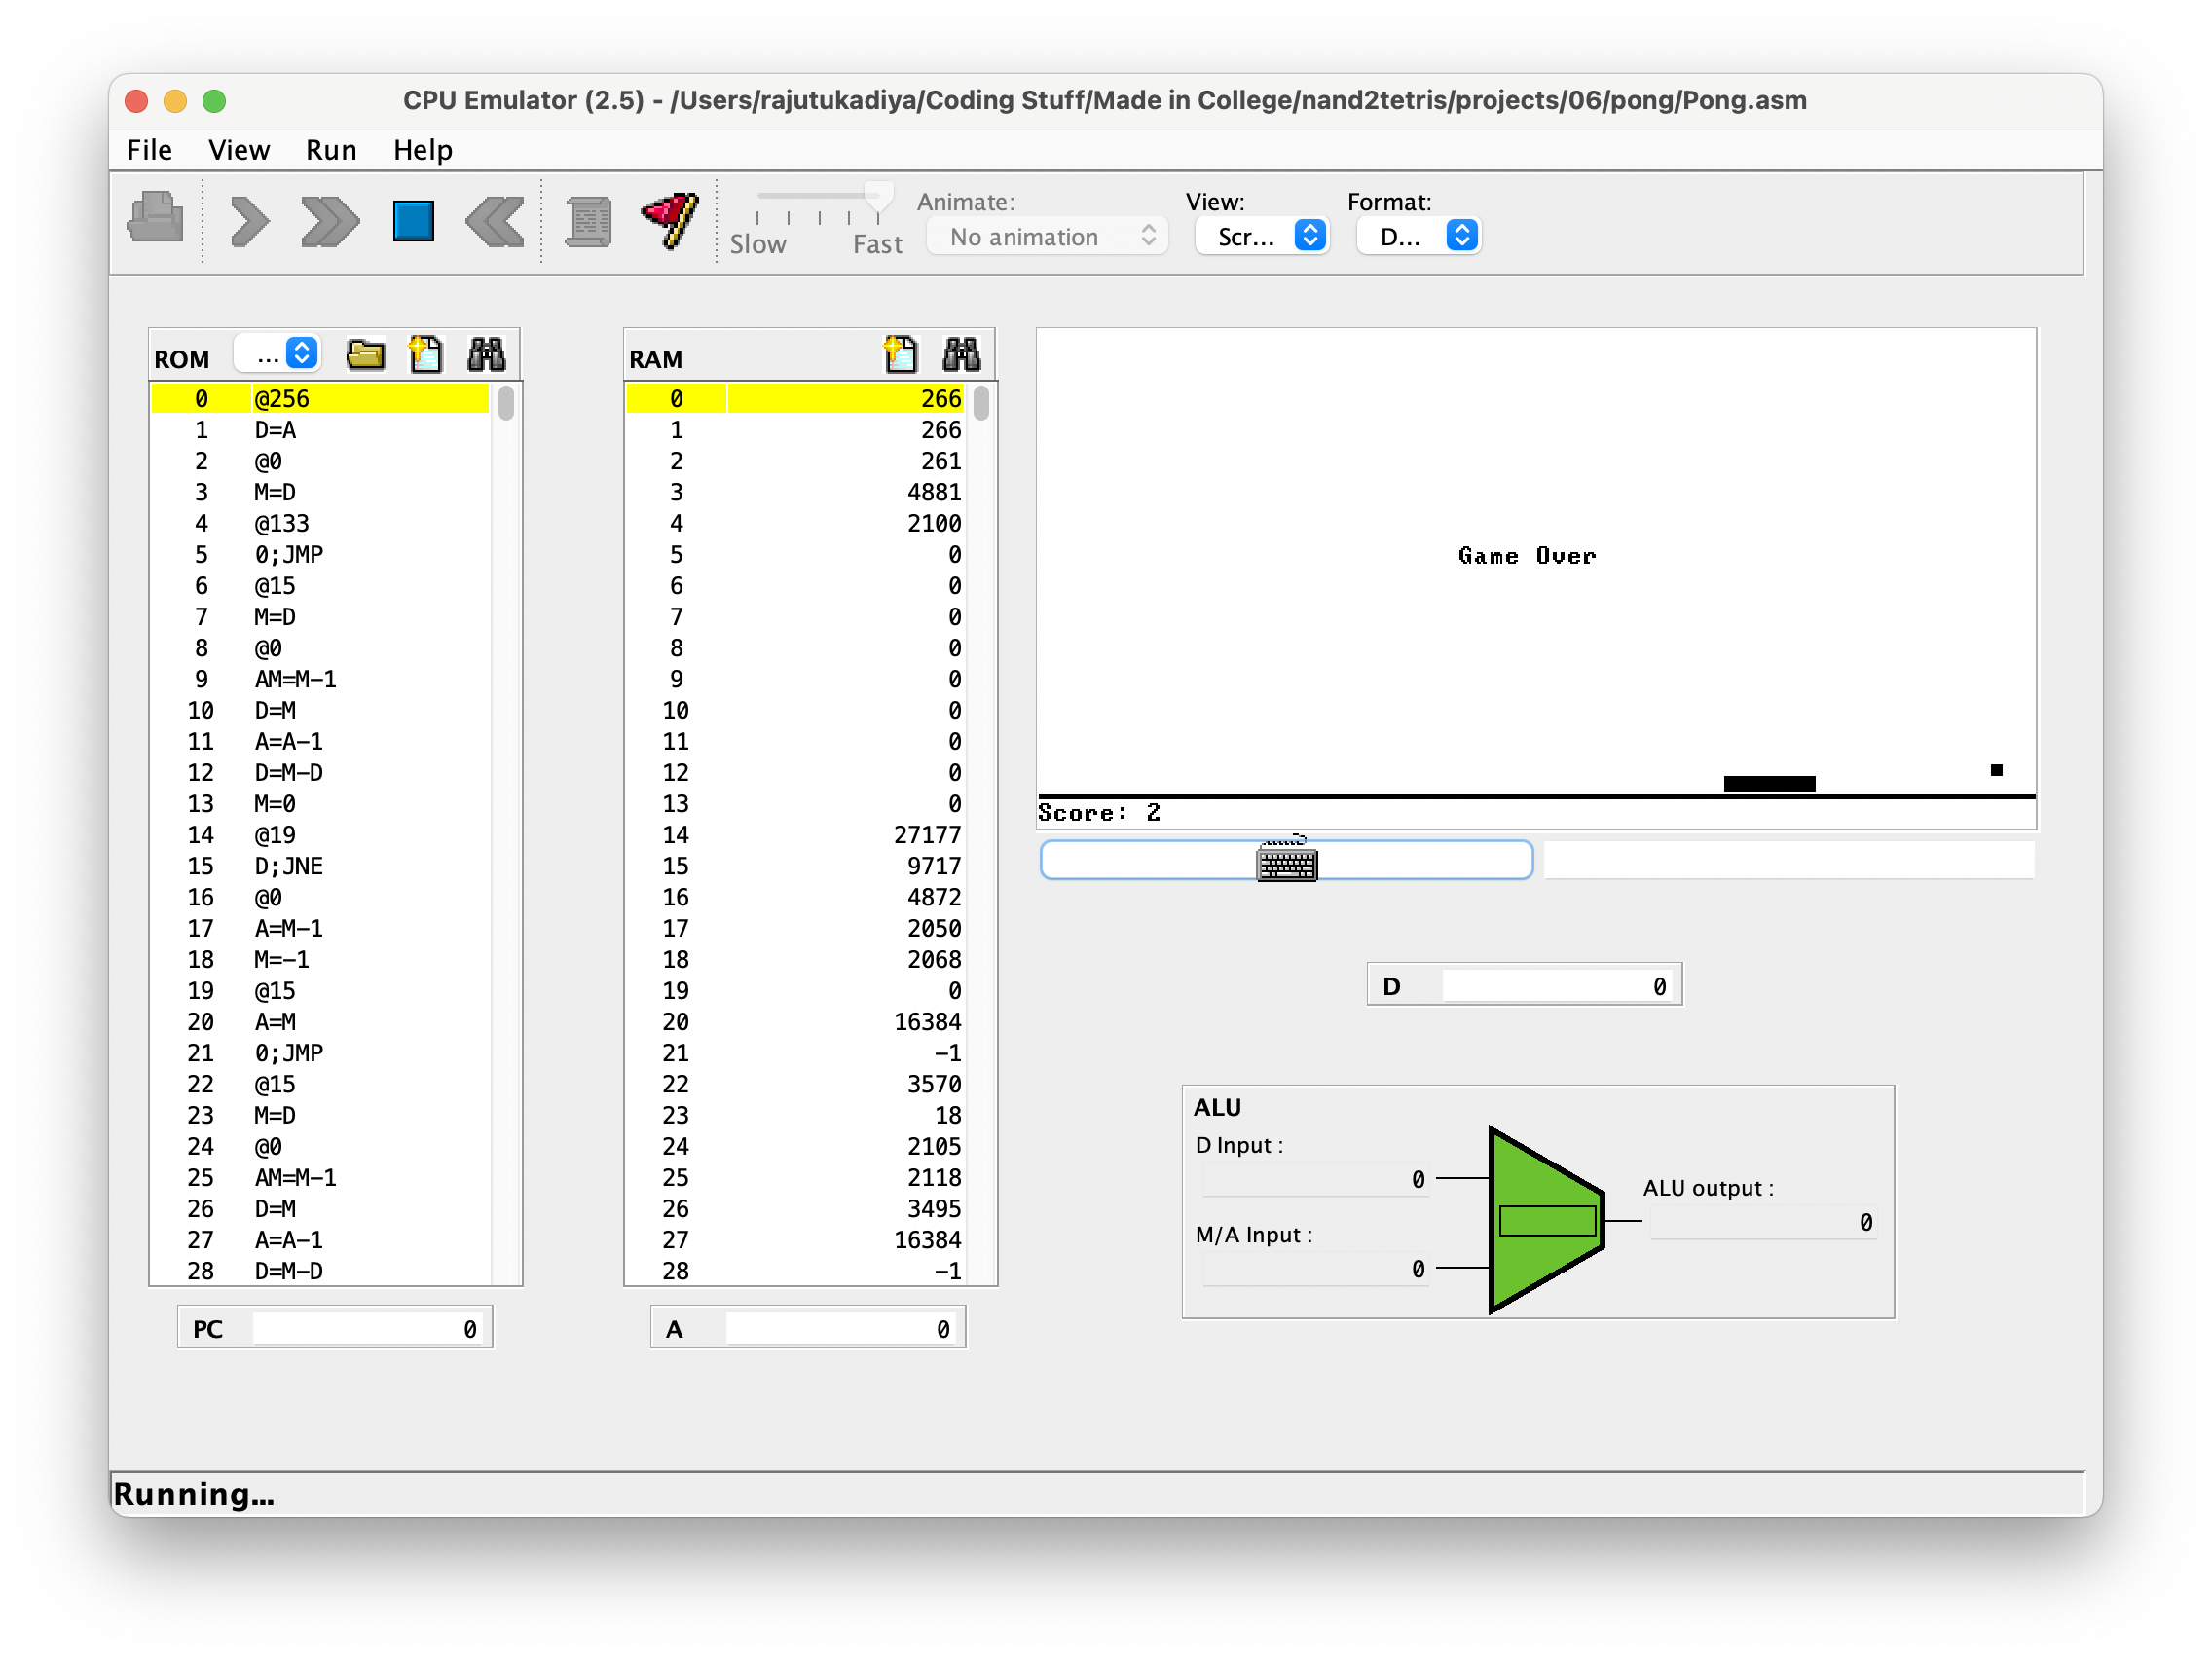 CPU Emulator (2.5) - /Users/rajutukadiya/Coding Stuff/Made in College/nand2tetris/projects/06/pong/Pong.asm
File View Run Help
Slow Fast
Animate:
No animation
View:
Scr...
Format:
D...
ROM ...
0 @256
1 D=A
2 @0
3 M=D
4 @133
5 0;JMP
6 @15
7 M=D
8 @0
9 AM=M-1
10 D=M
11 A=A-1
12 D=M-D
13 M=0
14 @19
15 D;JNE
16 @0
17 A=M-1
18 M=-1
19 @15
20 A=M
21 0;JMP
22 @15
23 M=D
24 @0
25 AM=M-1
26 D=M
27 A=A-1
28 D=M-D
PC 0
RAM
0 266
1 266
2 261
3 4881
4 2100
5 0
6 0
7 0
8 0
9 0
10 0
11 0
12 0
13 0
14 27177
15 9717
16 4872
17 2050
18 2068
19 0
20 16384
21 -1
22 3570
23 18
24 2105
25 2118
26 3495
27 16384
28 -1
A 0
Game Over
Score: 2
D 0
ALU
D Input :
0
M/A Input :
0
ALU output :
0
Running...